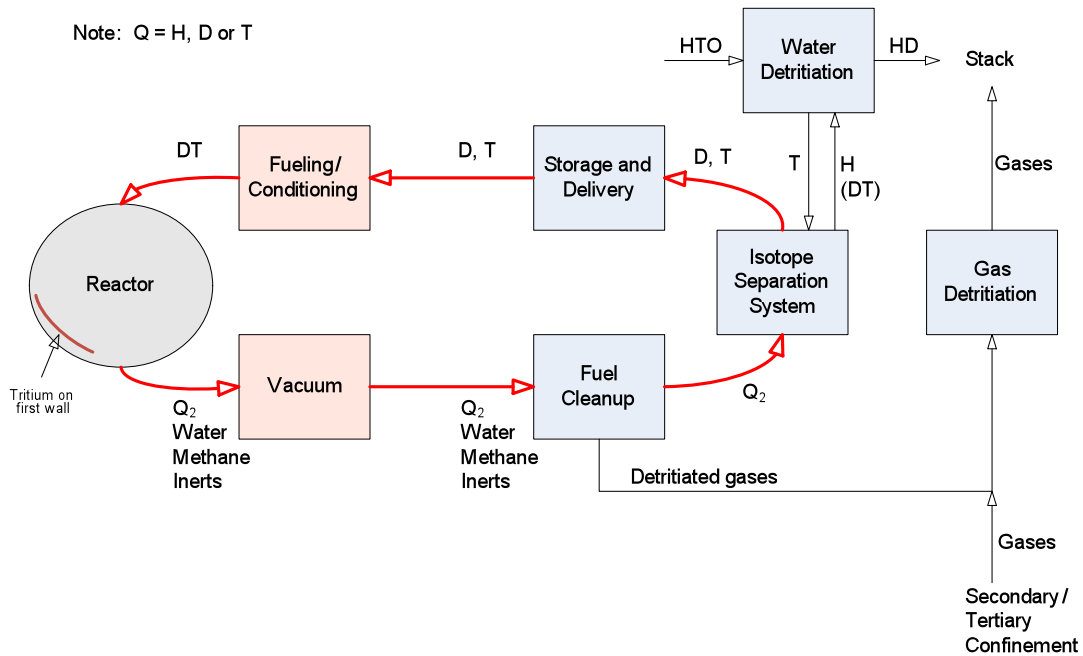 Note: Q = H, D or T
HTO
Water
Detritiation
HD
Stack
DT
Fueling/
Conditioning
D, T
Storage and
Delivery
D, T
T
H
(DT)
Gases
Reactor
Isotope
Separation
System
Gas
Detritiation
Tritium on
first wall
Vacuum
Fuel
Cleanup
Q2
Q2
Water
Methane
Inerts
Q2
Water
Methane
Inerts
Detritiated gases
Gases
Secondary /
Tertiary
Confinement